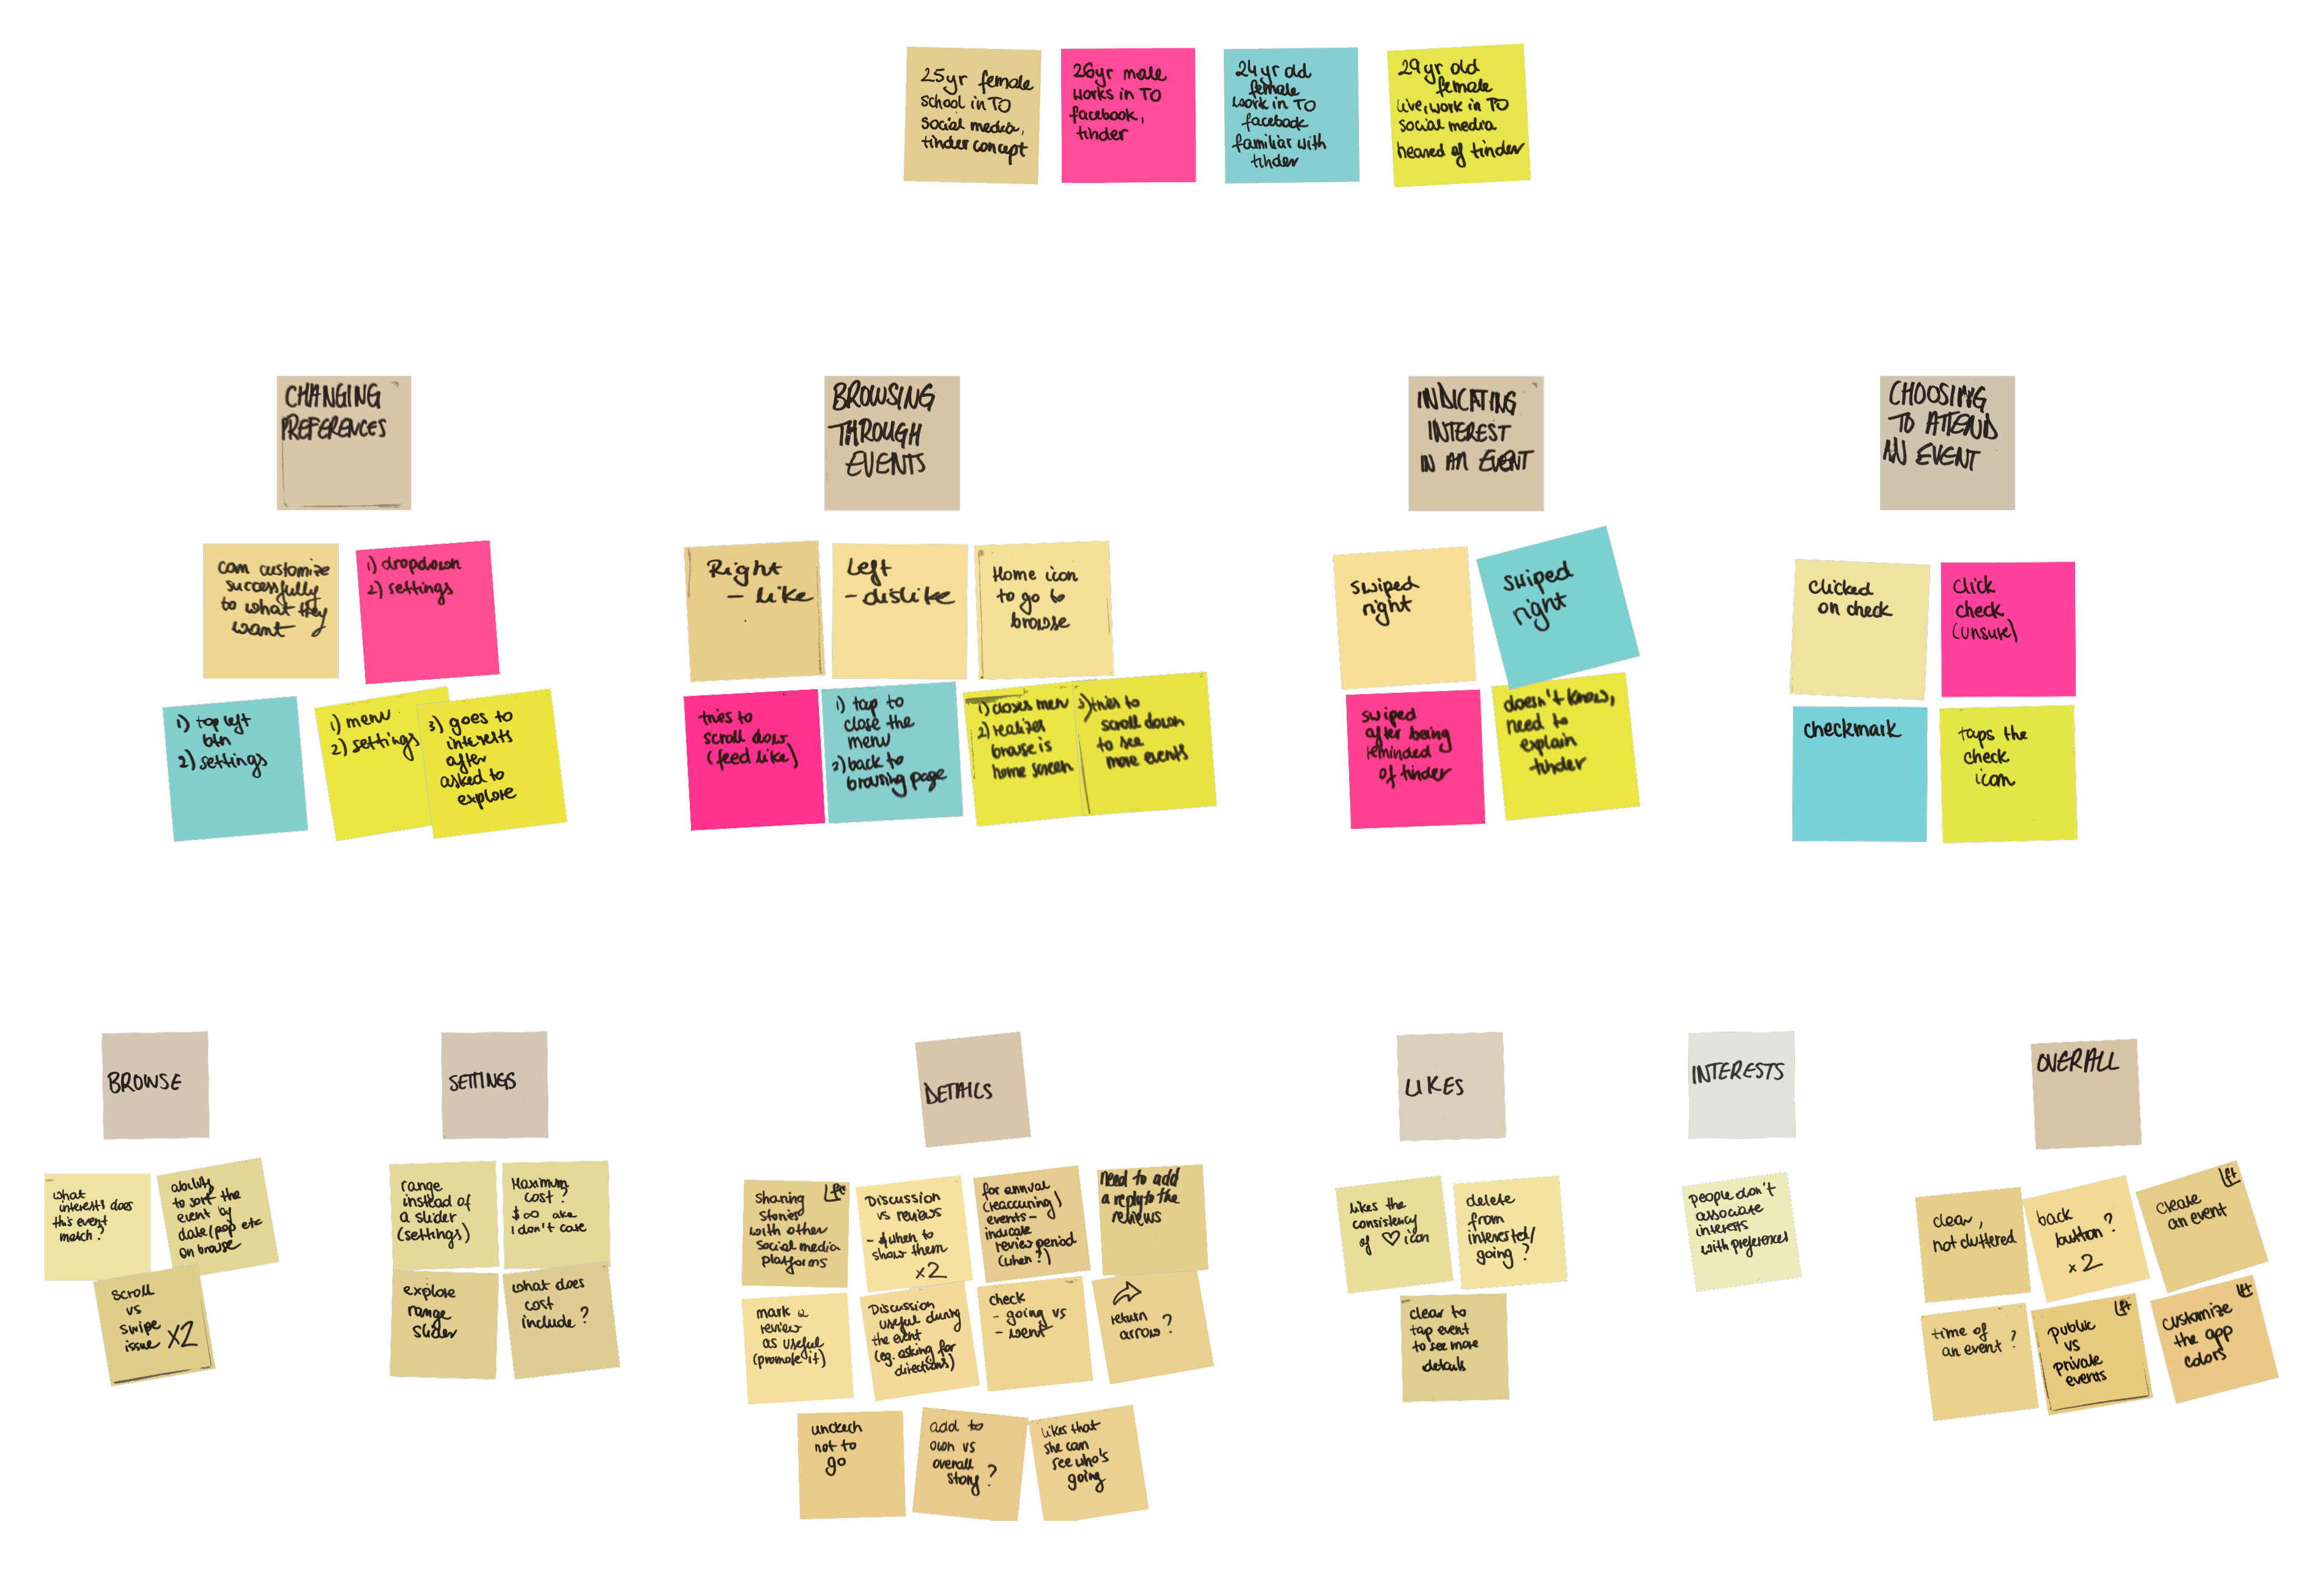 25yr female
school in TO
social media,
tinder concept
26yr male
works in TO
facebook,
tinder
24 yr old
female
work in TO
facebook
familiar with
tinder
29 yr old
female
live, work in TO
social media
heared of tinder
CHANGING
PREFERENCES
can customize
successfully
to what they
want
1) dropdown
2) settings
1) top left
btn
2) settings
1) menu
2) settings
3) goes to
interests
after
asked to
explore
BROWSING
THROUGH
EVENTS
Right
- like
Left
- dislike
Home icon
to go to
browse
tries to
scroll down
(feed like)
1) tap to
close the
menu
2) back to
browsing page
1) closes menu
2) realizes
browse is
home screen
3) tries to
scroll down
to see
more events
INDICATING
INTEREST
IN AN EVENT
swiped
right
swiped
right
swiped
after being
reminded
of tinder
doesn't know,
need to
explain
tinder
CHOOSING
TO ATTEND
AN EVENT
clicked
on check
click
check
(unsure)
checkmark
taps the
check
icon
BROWSE
what
interests does
this event
match?
ability
to sort the
event by
date/pop etc
on browse
scroll
vs
swipe
issue X2
SETTINGS
range
instead of
a slider
(settings)
Maximum
cost?
$∞ aka
I don't care
explore
range
slider
what does
cost
include?
DETAILS
sharing
stories
with other
social media
platforms
Discussion
vs reviews
- when to
show them
x2
for annual
(reaccuring)
events -
indicate
review period
(when?)
Need to add
a reply to the
reviews
mark a
review
as useful
(promote it)
Discussion
useful during
the event
(eg. asking for
directions)
check
- going vs
- went
return
arrow?
uncheck
not to
go
add to
own vs
overall
story?
likes that
she can
see who's
going
LIKES
likes the
consistency
of ♡ icon
delete
from
interested/
going?
clear to
tap event
to see more
details
INTERESTS
people don't
associate
interests
with preferences
OVERALL
clear,
not cluttered
back
button?
x2
create
an event
time of
an event?
public
vs
private
events
customize
the app
colors